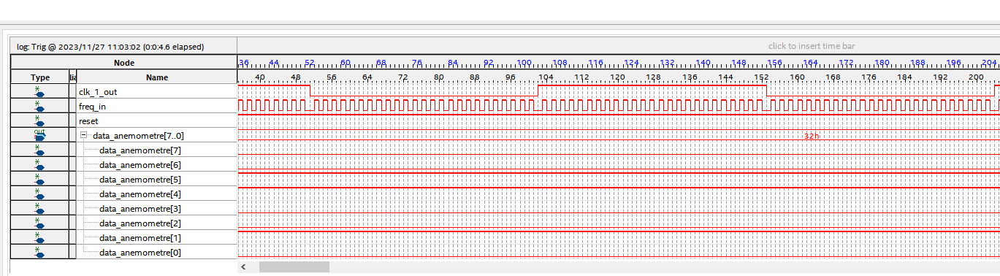 log: Trig @ 2023/11/27 11:03:02 (0:0:4.6 elapsed) click to insert time bar
Node 36 44 52 60 68 76 84 92 100 108 116 124 132 140 148 156 164 172 180 188 196 204
Type Name 40 48 56 64 72 80 88 96 104 112 120 128 136 144 152 160 168 176 184 192 200
clk_1_out
freq_in
reset
out data_anemometre[7..0] 32h
data_anemometre[7]
data_anemometre[6]
data_anemometre[5]
data_anemometre[4]
data_anemometre[3]
data_anemometre[2]
data_anemometre[1]
data_anemometre[0]